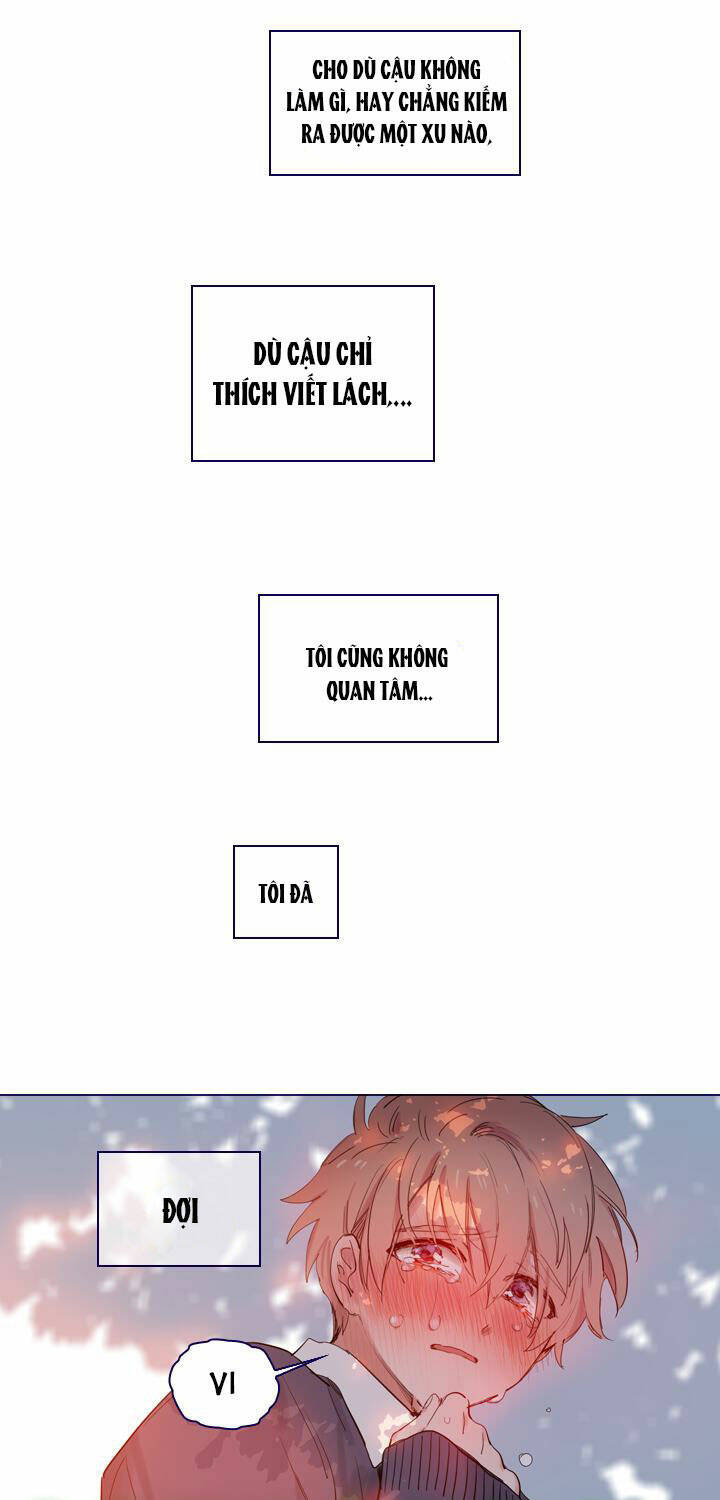 CHO DÙ CẬU KHÔNG
LÀM GÌ, HAY CHẲNG KIẾM
RA ĐƯỢC MỘT XU NÀO,
DÙ CẬU CHỈ
THÍCH VIẾT LÁCH,...
TÔI CŨNG KHÔNG
QUAN TÂM...
TÔI ĐÃ
ĐỢI
VI